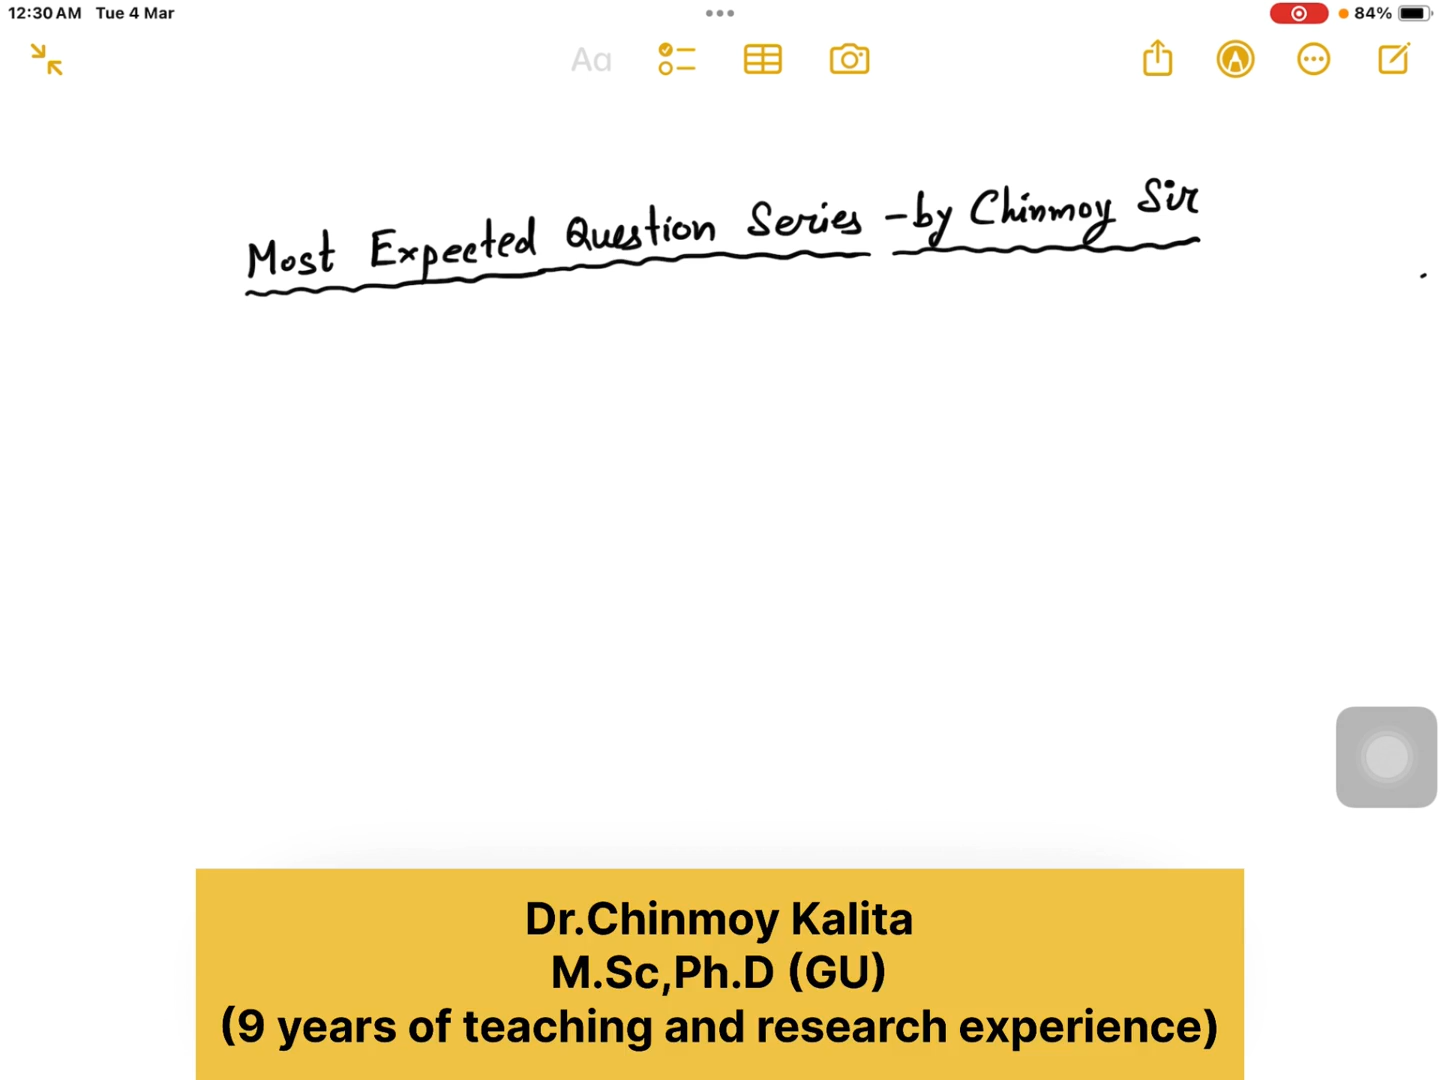 12:30 AM Tue 4 Mar
84%
Aa
Most Expected Question Series -by Chinmoy Sir
Dr.Chinmoy Kalita
M.Sc,Ph.D (GU)
(9 years of teaching and research experience)